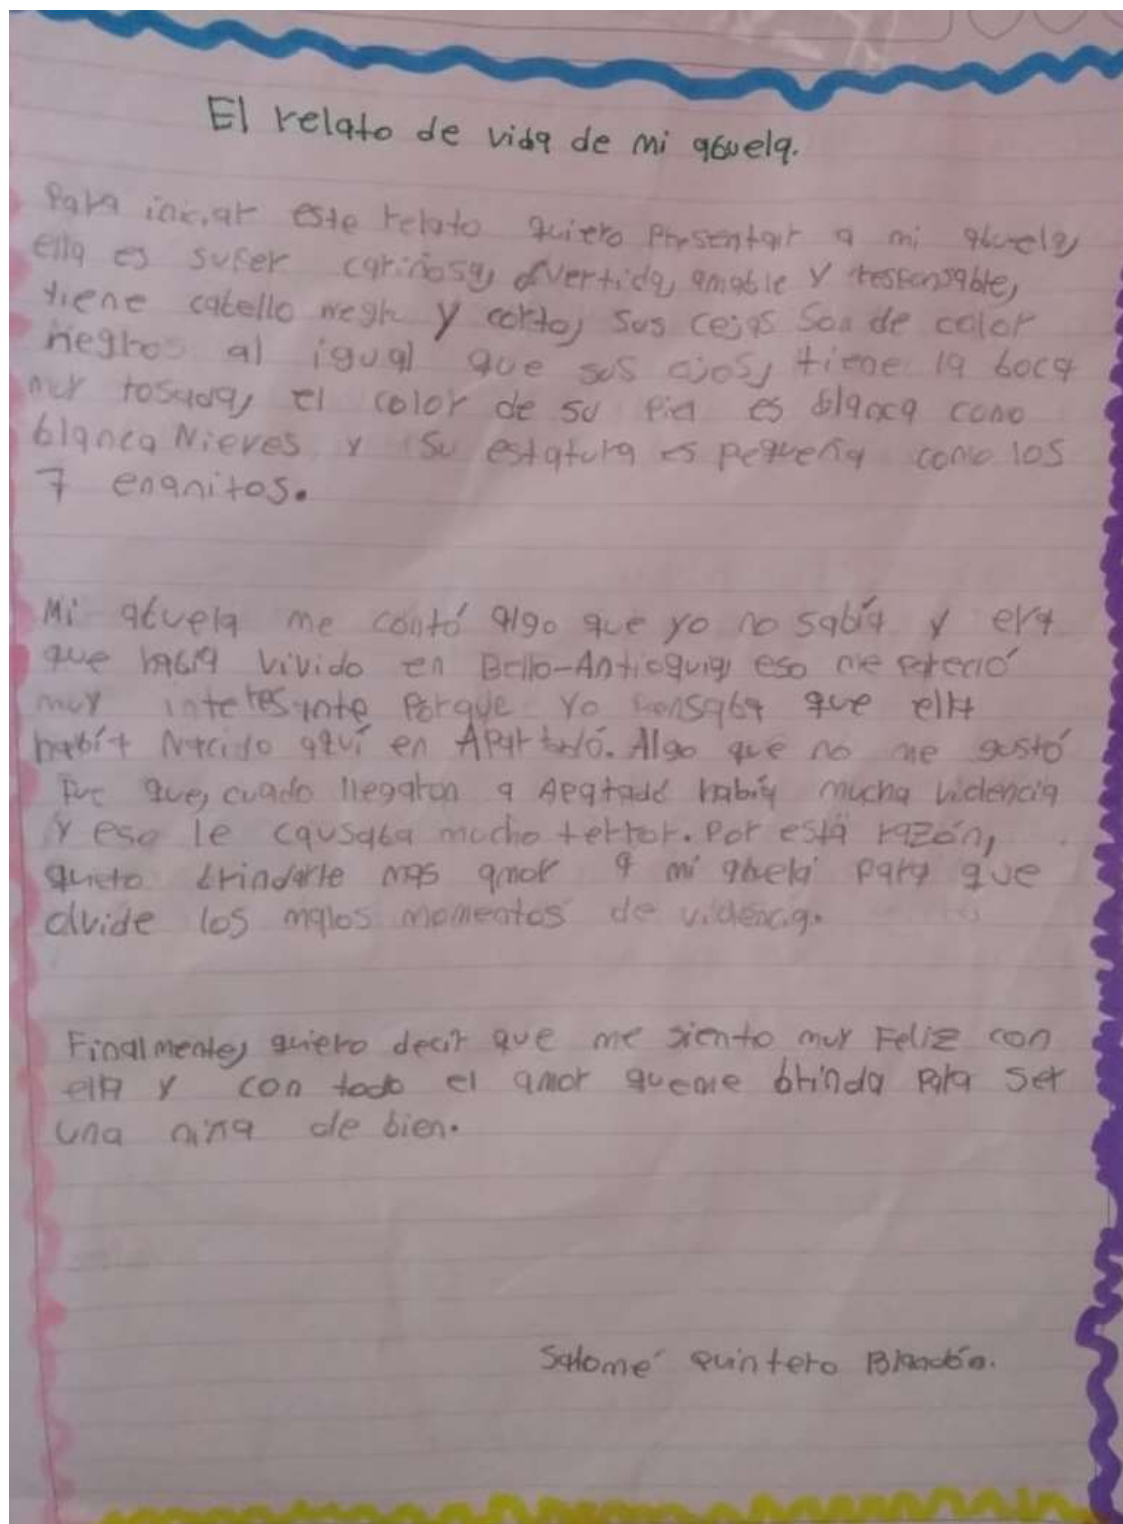 El relato de vida de mi abuela.
Para iniciar este relato quiero presentar a mi abuela,
ella es super cariñosa, divertida, amable y responsable,
tiene cabello negro y corto, sus cejas son de color
negros al igual que sus ojos, tiene la boca
muy rosada, el color de su piel es blanca como
blanca Nieves y su estatura es pequeña como los
7 enanitos.
Mi abuela me contó algo que yo no sabía y era
que había vivido en Bello-Antioquia, eso me pareció
muy interesante porque yo pensaba que ella
había nacido aquí en Apartadó. Algo que no me gustó
fue que, cuado llegaron a Apatadó había mucha violencia
y eso le causaba mucho terror. Por está razón,
quiero brindarle mas amor a mi abuela para que
olvide los malos momentos de violencia.
Finalmente, quiero decir que me siento muy Feliz con
ella y con todo el amor queme brinda para ser
una niña de bien.
Salomé Quintero Blandón.